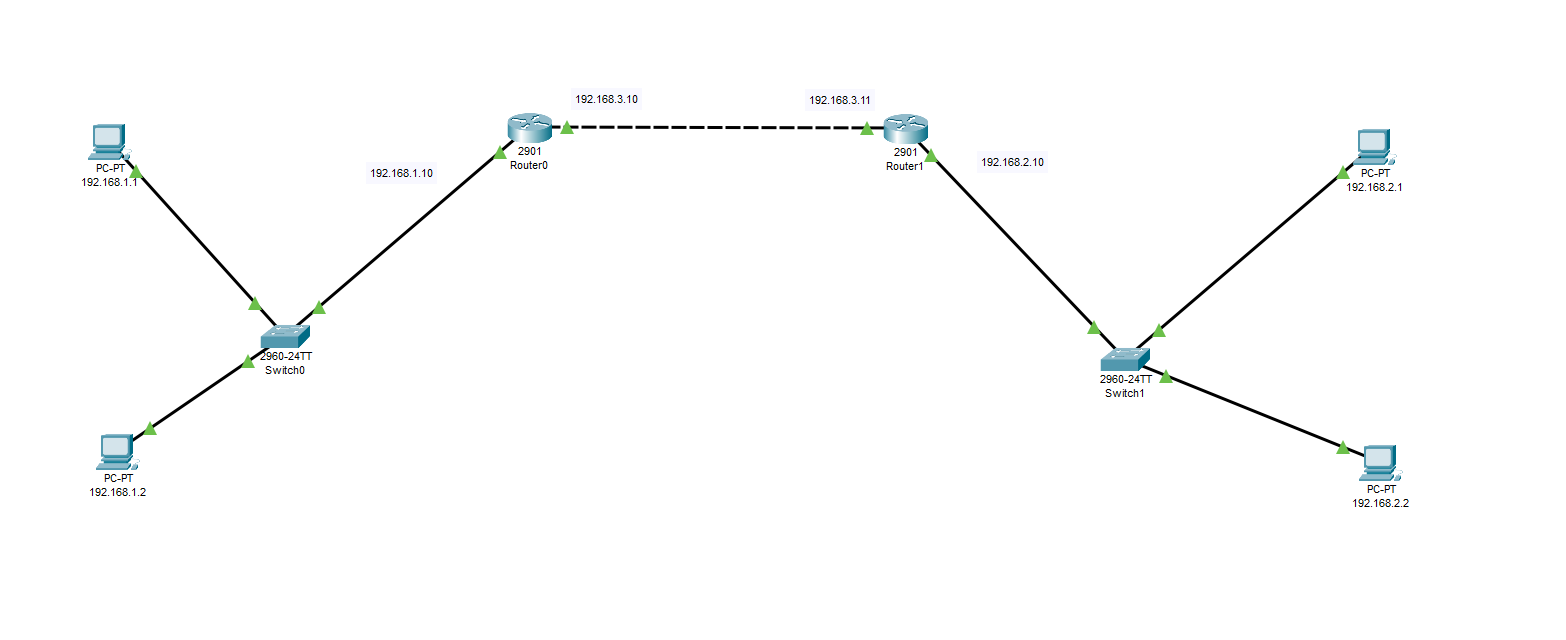 192.168.3.10
192.168.3.11
2901
Router0
2901
Router1
192.168.1.10
192.168.2.10
PC-PT
192.168.1.1
PC-PT
192.168.2.1
2960-24TT
Switch0
2960-24TT
Switch1
PC-PT
192.168.1.2
PC-PT
192.168.2.2